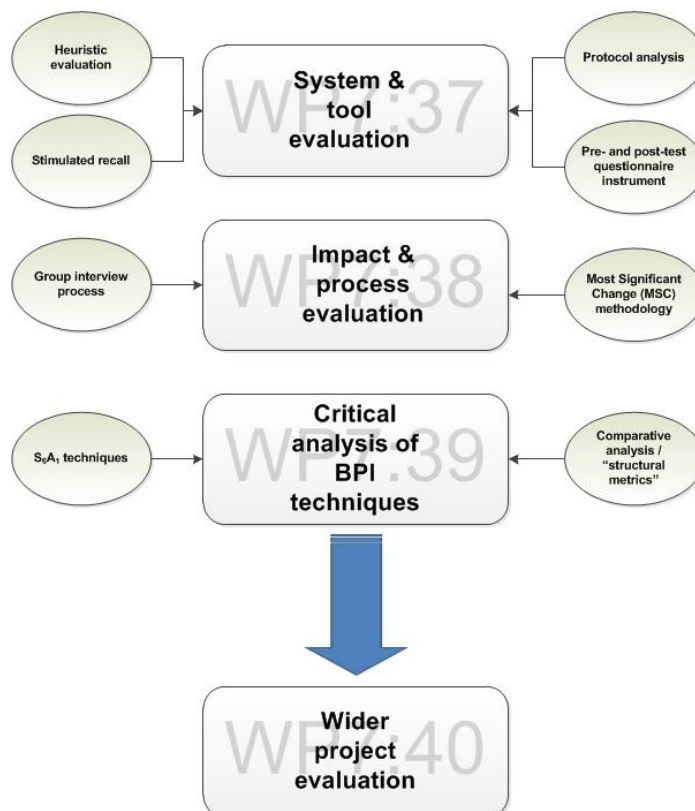 Heuristic
evaluation
Stimulated recall
WP7:37
System &
tool
evaluation
Protocol analysis
Pre- and post-test
questionnaire
instrument
Group interview
process
WP7:38
Impact &
process
evaluation
Most Significant
Change (MSC)
methodology
S₆A₁ techniques
WP7:39
Critical
analysis of
BPI
techniques
Comparative
analysis /
“structural
metrics”
WP7:40
Wider
project
evaluation